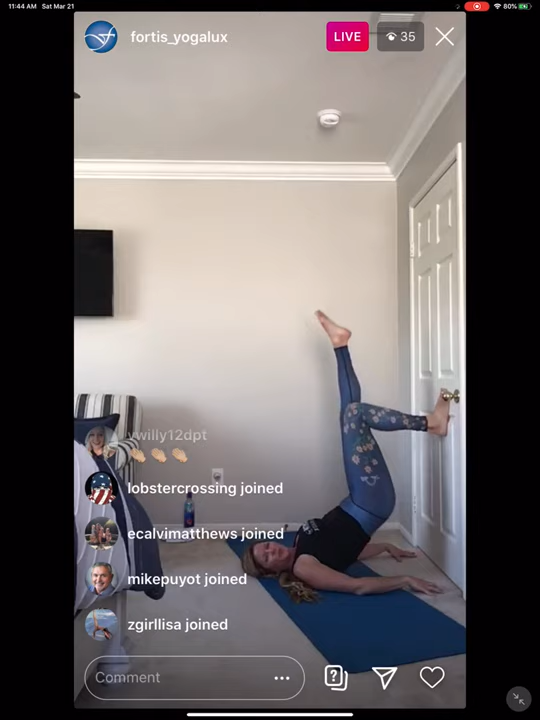 11:44 AM Sat Mar 21
80%
fortis_yogalux
LIVE
35
ywilly12dpt
👏🏻👏🏻👏🏻
lobstercrossing joined
ecalvimatthews joined
mikepuyot joined
zgirllisa joined
Comment